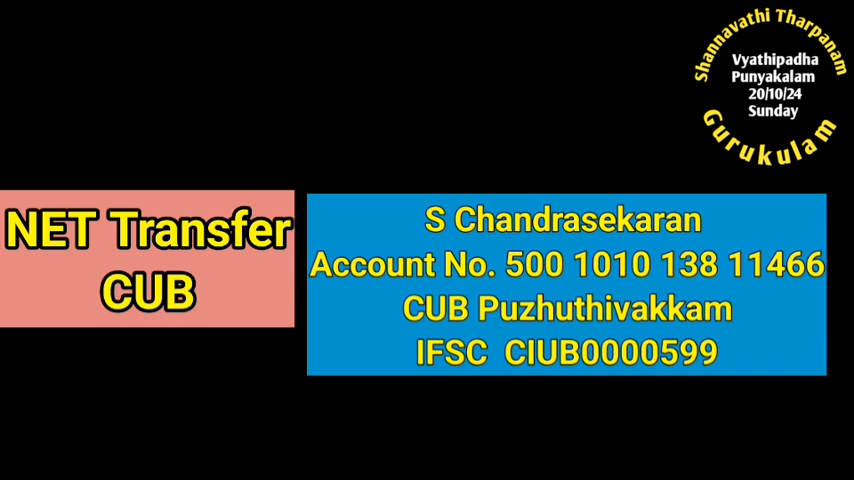 Shannavathi Tharpanam
Vyathipadha
Punyakalam
20/10/24
Sunday
Gurukulam
NET Transfer
CUB
S Chandrasekaran
Account No. 500 1010 138 11466
CUB Puzhuthivakkam
IFSC CIUB0000599